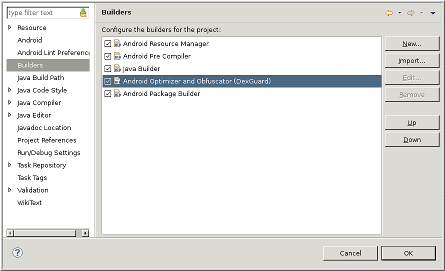 type filter text
Builders
Resource
Android
Android Lint Preferenc
Builders
Java Build Path
Java Code Style
Java Compiler
Java Editor
Javadoc Location
Project References
Run/Debug Settings
Task Repository
Task Tags
Validation
WikiText
Configure the builders for the project:
Android Resource Manager
Android Pre Compiler
Java Builder
Android Optimizer and Obfuscator (DexGuard)
Android Package Builder
New...
Import...
Edit...
Remove
Up
Down
?
Cancel
OK